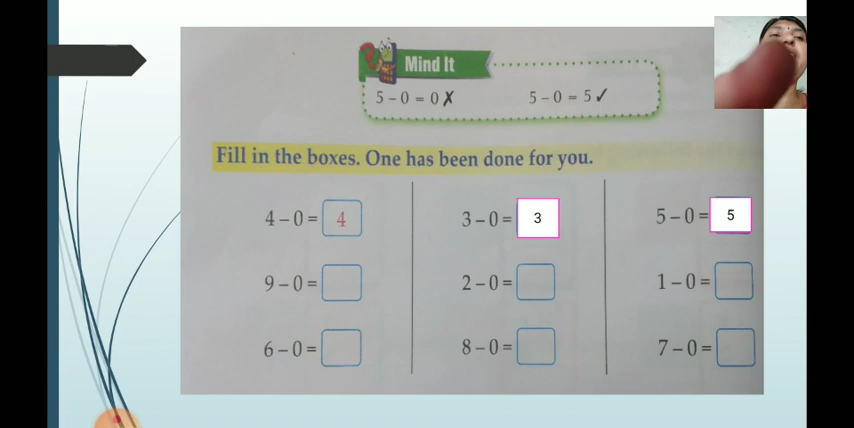 Mind It
5 – 0 = 0 ✗ 5 – 0 = 5 ✓
Fill in the boxes. One has been done for you.
4 – 0 = 4 3 – 0 = 3 5 – 0 = 5
9 – 0 = 2 – 0 = 1 – 0 =
6 – 0 = 8 – 0 = 7 – 0 =